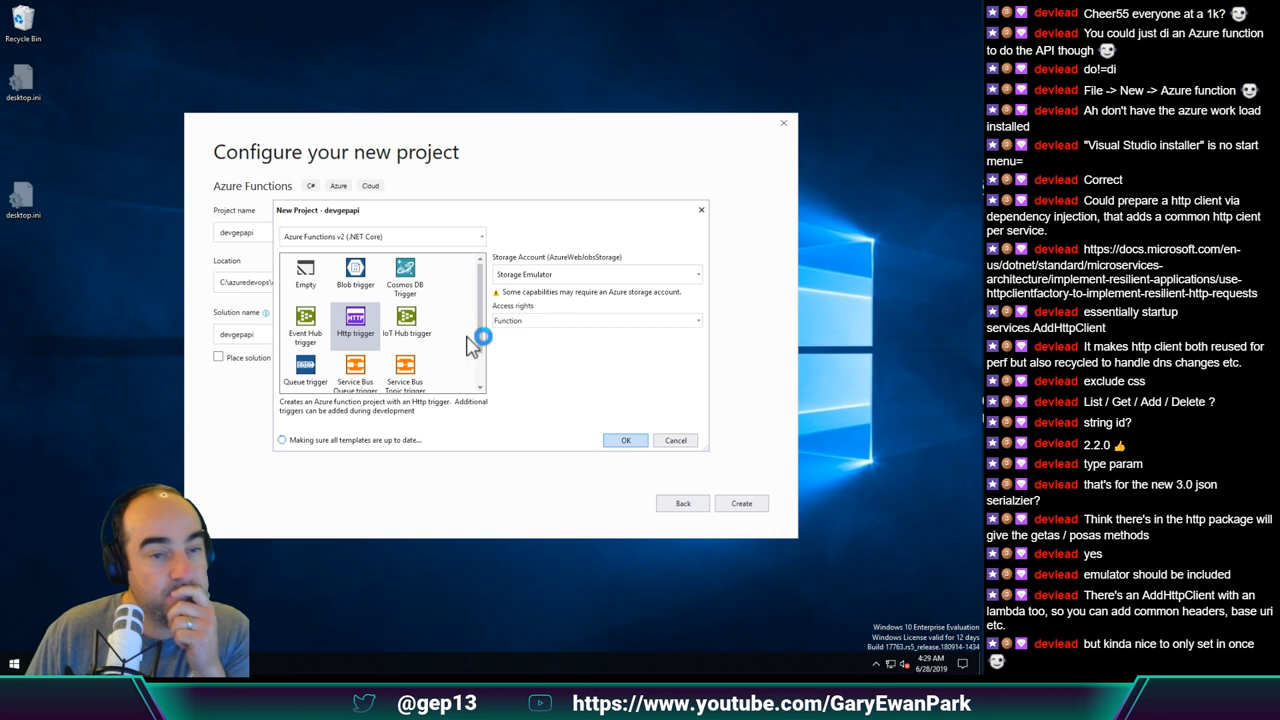 Recycle Bin
desktop.ini
desktop.ini
Configure your new project
Azure Functions C# Azure Cloud
Project name
devgepapi
Location
C:\azuredevops\
Solution name
devgepapi
Place solution
New Project - devgepapi
Azure Functions v2 (.NET Core)
Empty
Blob trigger
Cosmos DB
Trigger
Event Hub
trigger
HTTP
Http trigger
IoT Hub trigger
Queue trigger
Service Bus
Queue trigger
Service Bus
Topic trigger
Storage Account (AzureWebJobsStorage)
Storage Emulator
Some capabilities may require an Azure storage account.
Access rights
Function
Creates an Azure function project with an Http trigger. Additional
triggers can be added during development
Making sure all templates are up to date...
OK Cancel
Back Create
Windows 10 Enterprise Evaluation
Windows License valid for 12 days
Build 17763.rs5_release.180914-1434
4:29 AM
6/28/2019
devlead Cheer55 everyone at a 1k?
devlead You could just di an Azure function
to do the API though
devlead do!=di
devlead File -> New -> Azure function
devlead Ah don't have the azure work load
installed
devlead "Visual Studio installer" is no start
menu=
devlead Correct
devlead Could prepare a http client via
dependency injection, that adds a common http cient
per service.
devlead https://docs.microsoft.com/en-
us/dotnet/standard/microservices-
architecture/implement-resilient-applications/use-
httpclientfactory-to-implement-resilient-http-requests
devlead essentially startup
services.AddHttpClient
devlead It makes http client both reused for
perf but also recycled to handle dns changes etc.
devlead exclude css
devlead List / Get / Add / Delete ?
devlead string id?
devlead 2.2.0 👍
devlead type param
devlead that's for the new 3.0 json
serialzier?
devlead Think there's in the http package will
give the getas / posas methods
devlead yes
devlead emulator should be included
devlead There's an AddHttpClient with an
lambda too, so you can add common headers, base uri
etc.
devlead but kinda nice to only set in once
@gep13 https://www.youtube.com/GaryEwanPark